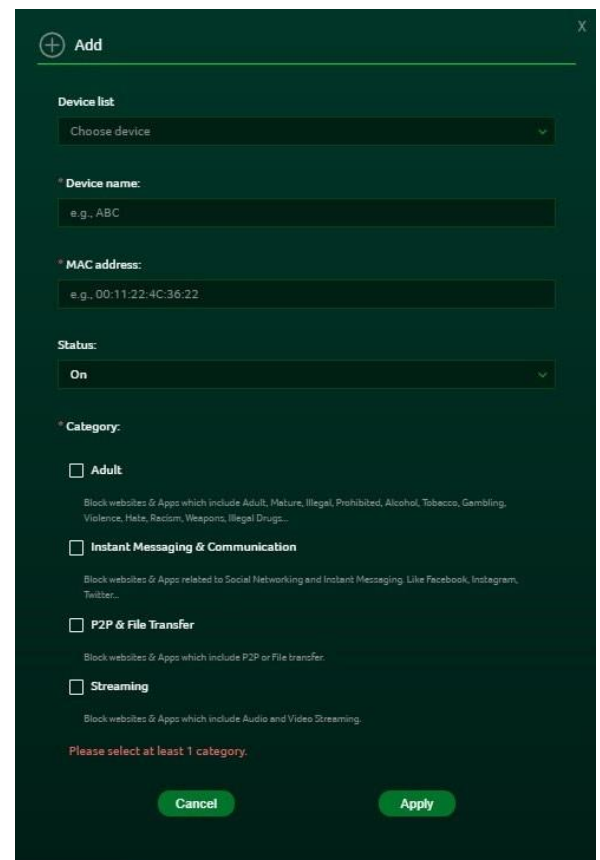 X
Add
Device list
Choose device
* Device name:
e.g., ABC
* MAC address:
e.g., 00:11:22:4C:36:22
Status:
On
* Category:
Adult
Block websites & Apps which include Adult, Mature, Illegal, Prohibited, Alcohol, Tobacco, Gambling,
Violence, Hate, Racism, Weapons, Illegal Drugs...
Instant Messaging & Communication
Block websites & Apps related to Social Networking and Instant Messaging. Like Facebook, Instagram,
Twitter...
P2P & File Transfer
Block websites & Apps which include P2P or File transfer.
Streaming
Block websites & Apps which include Audio and Video Streaming.
Please select at least 1 category.
Cancel Apply